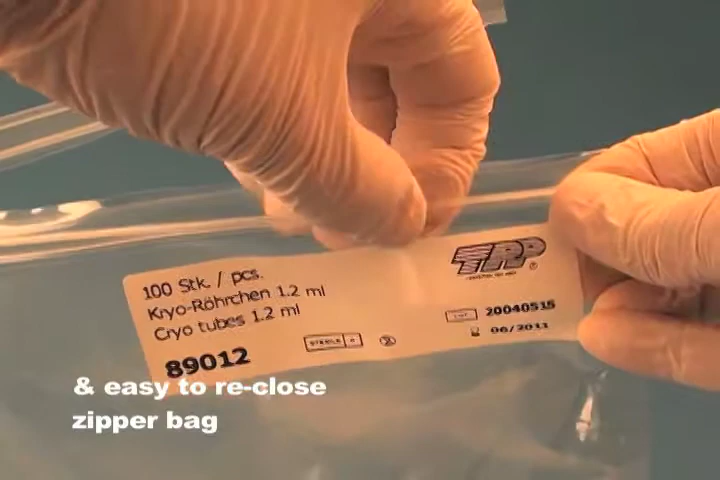 100 Stk. / pcs.
Kryo-Röhrchen 1.2 ml
Cryo tubes 1.2 ml
89012
STERILE R
TPP
®
LOT 20040515
06/2011
& easy to re-close
zipper bag